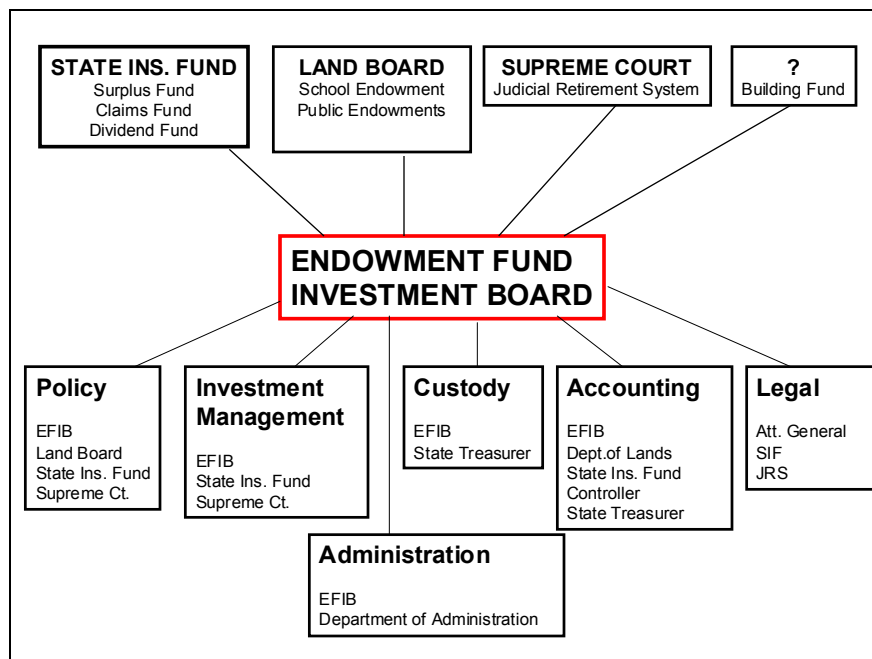 STATE INS. FUND
Surplus Fund
Claims Fund
Dividend Fund
LAND BOARD
School Endowment
Public Endowments
SUPREME COURT
Judicial Retirement System
?
Building Fund
ENDOWMENT FUND
INVESTMENT BOARD
Policy
EFIB
Land Board
State Ins. Fund
Supreme Ct.
Investment
Management
EFIB
State Ins. Fund
Supreme Ct.
Custody
EFIB
State Treasurer
Accounting
EFIB
Dept.of Lands
State Ins. Fund
Controller
State Treasurer
Legal
Att. General
SIF
JRS
Administration
EFIB
Department of Administration